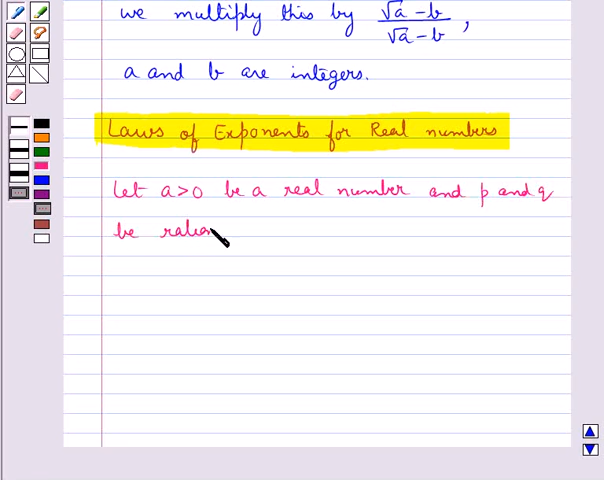 we multiply this by √a - b / √a - b ,
a and b are integers.
Laws of Exponents for Real numbers
Let a>0 be a real number and p and q
be ration